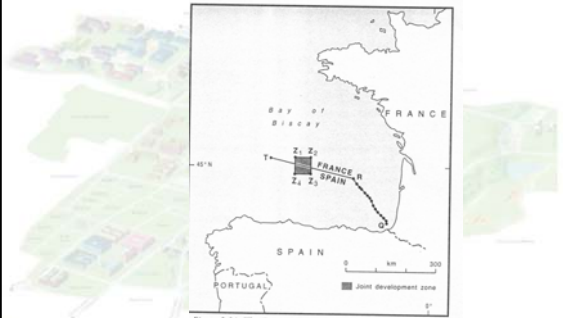 Bay of
Biscay
FRANCE
Z₁ Z₂
T
FRANCE
R
45° N
SPAIN
Z₄ Z₃
Q
SPAIN
0 km 300
PORTUGAL
Joint development zone
0°